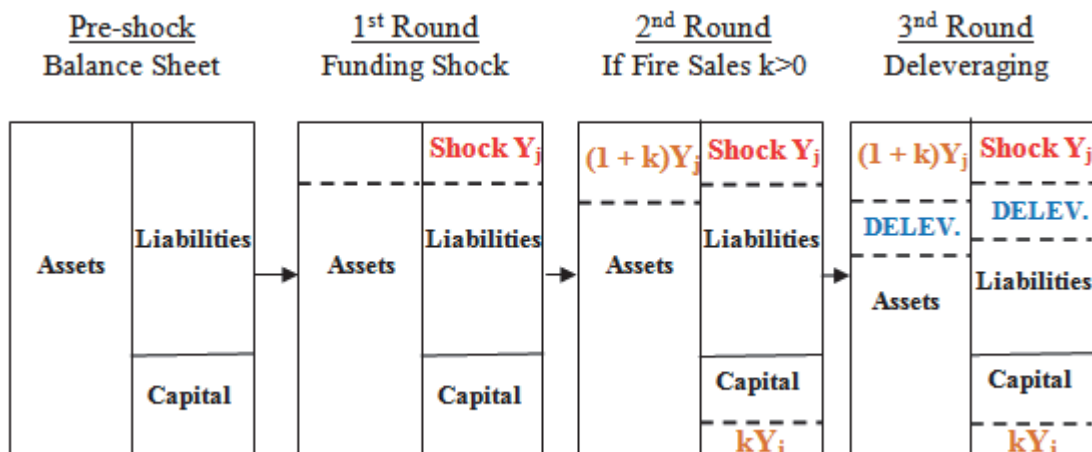 Pre-shock
Balance Sheet
Assets
Liabilities
Capital
1st Round
Funding Shock
Shock Yj
Assets
Liabilities
Capital
2nd Round
If Fire Sales k>0
(1 + k)Yj
Shock Yj
Assets
Liabilities
Capital
kYj
3rd Round
Deleveraging
(1 + k)Yj
Shock Yj
DELEV.
DELEV.
Assets
Liabilities
Capital
kYj